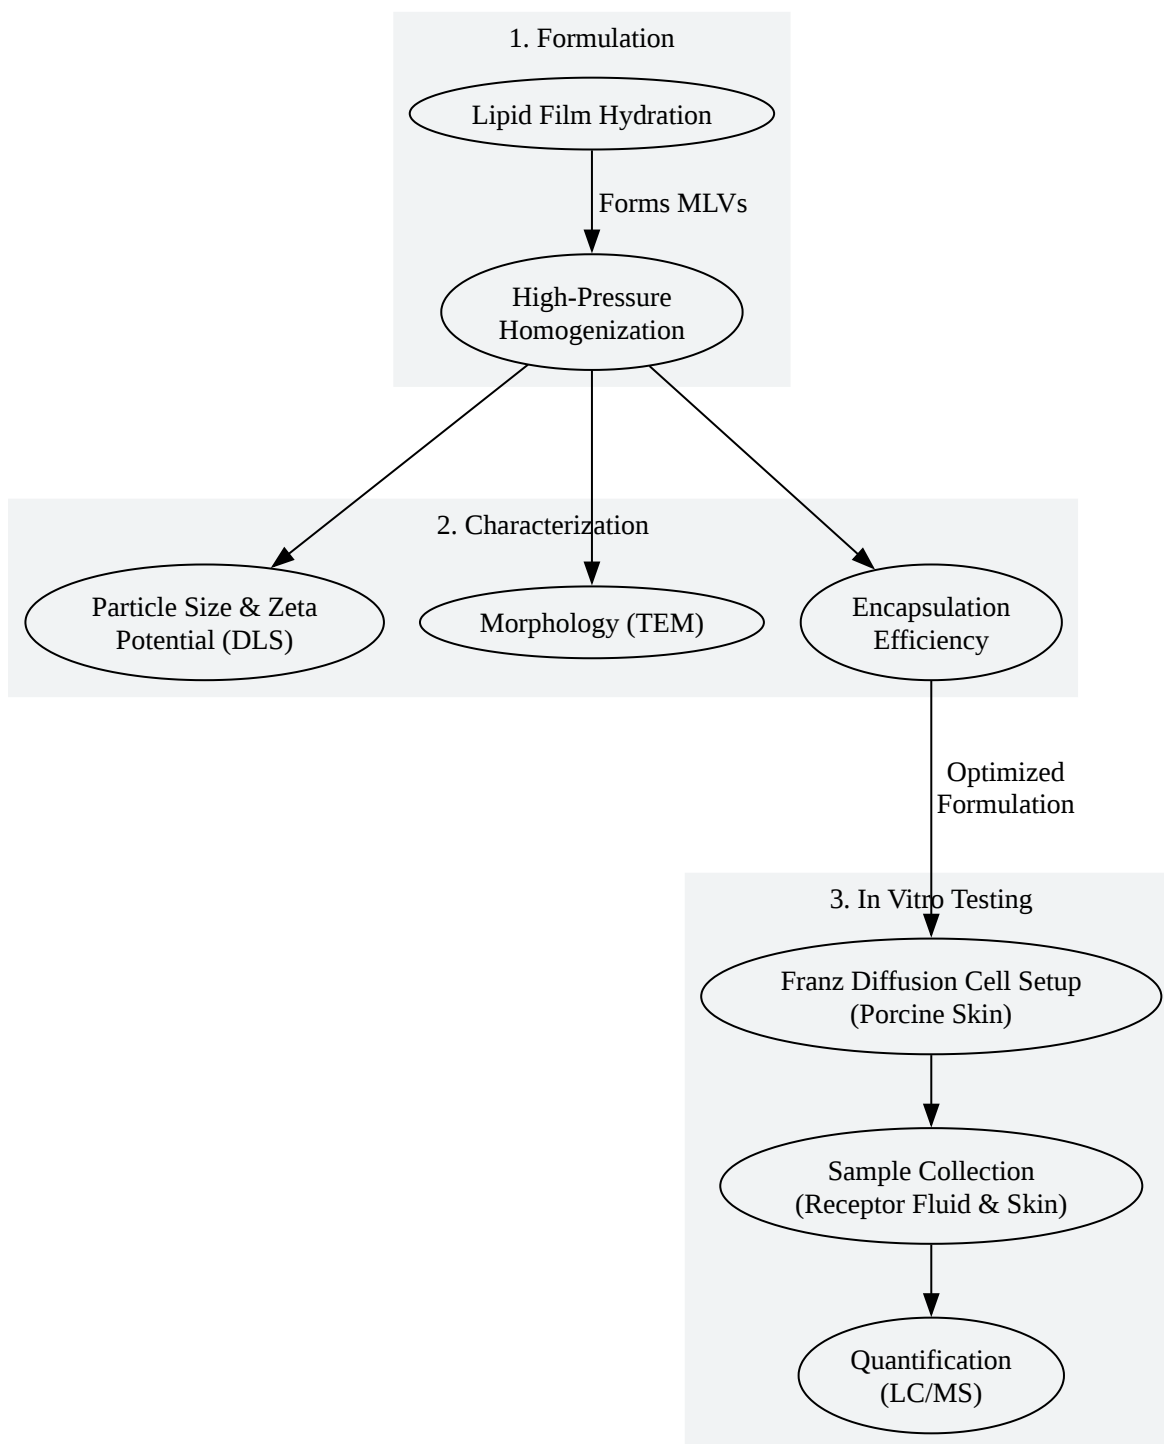 1. Formulation
Lipid Film Hydration
Forms MLVs
High-Pressure
Homogenization
2. Characterization
Particle Size & Zeta
Potential (DLS)
Morphology (TEM)
Encapsulation
Efficiency
Optimized
Formulation
3. In Vitro Testing
Franz Diffusion Cell Setup
(Porcine Skin)
Sample Collection
(Receptor Fluid & Skin)
Quantification
(LC/MS)